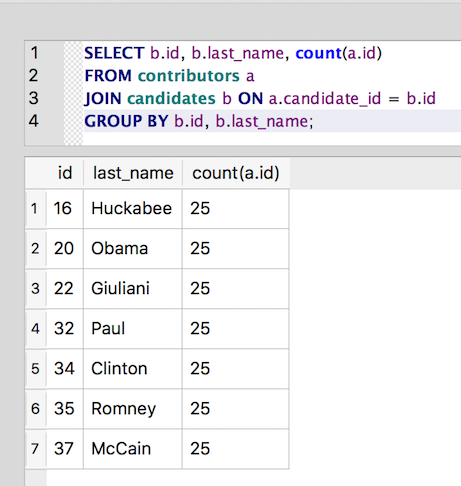 1 SELECT b.id, b.last_name, count(a.id)
2 FROM contributors a
3 JOIN candidates b ON a.candidate_id = b.id
4 GROUP BY b.id, b.last_name;
id last_name count(a.id)
1 16 Huckabee 25
2 20 Obama 25
3 22 Giuliani 25
4 32 Paul 25
5 34 Clinton 25
6 35 Romney 25
7 37 McCain 25